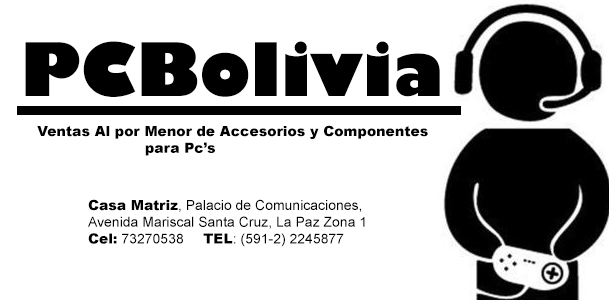 PCBolivia
Ventas Al por Menor de Accesorios y Componentes
para Pc's
Casa Matriz, Palacio de Comunicaciones,
Avenida Mariscal Santa Cruz, La Paz Zona 1
Cel: 73270538 TEL: (591-2) 2245877